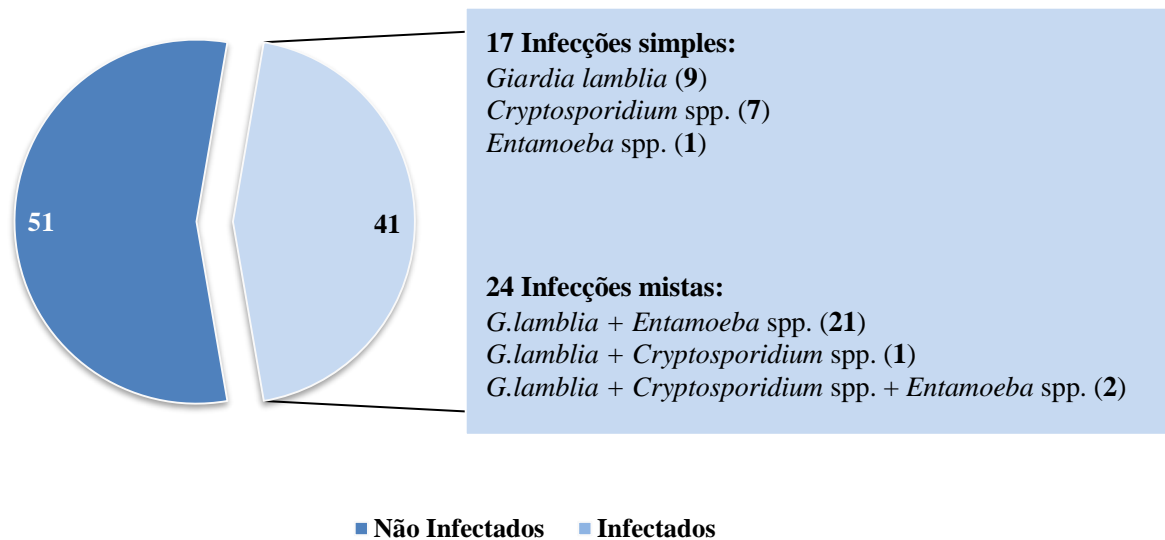 51
41
17 Infecções simples:
Giardia lamblia (9)
Cryptosporidium spp. (7)
Entamoeba spp. (1)
24 Infecções mistas:
G.lamblia + Entamoeba spp. (21)
G.lamblia + Cryptosporidium spp. (1)
G.lamblia + Cryptosporidium spp. + Entamoeba spp. (2)
Não Infectados Infectados